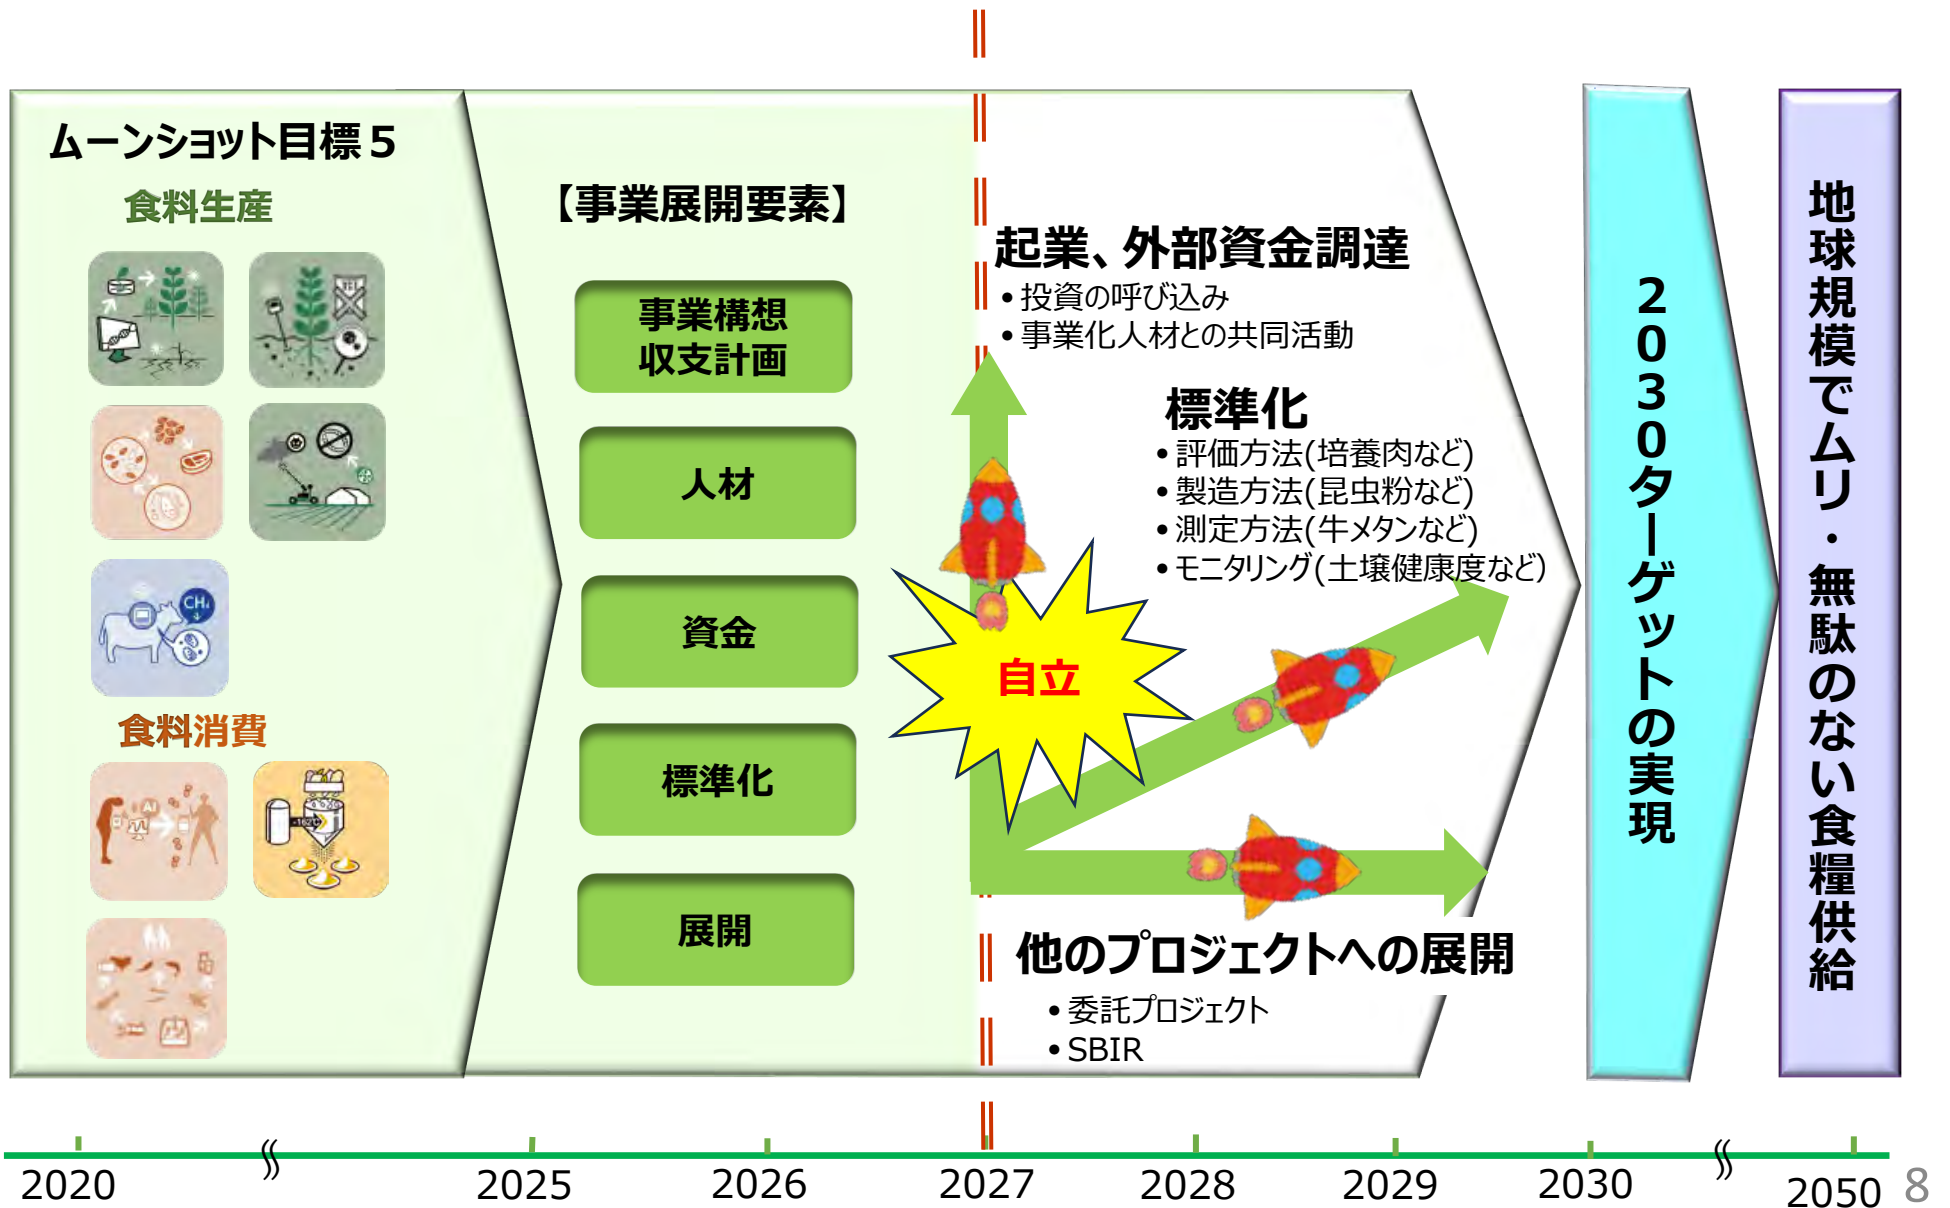 ムーンショット目標５
食料生産
CH₄
食料消費
AI
-162℃
【事業展開要素】
事業構想
収支計画
人材
資金
標準化
展開
起業、外部資金調達
•投資の呼び込み
•事業化人材との共同活動
標準化
•評価方法(培養肉など)
•製造方法(昆虫粉など)
•測定方法(牛メタンなど)
•モニタリング(土壌健康度など)
自立
他のプロジェクトへの展開
•委託プロジェクト
•SBIR
2030ターゲットの実現
地球規模でムリ・無駄のない食糧供給
2020
2025
2026
2027
2028
2029
2030
2050
8